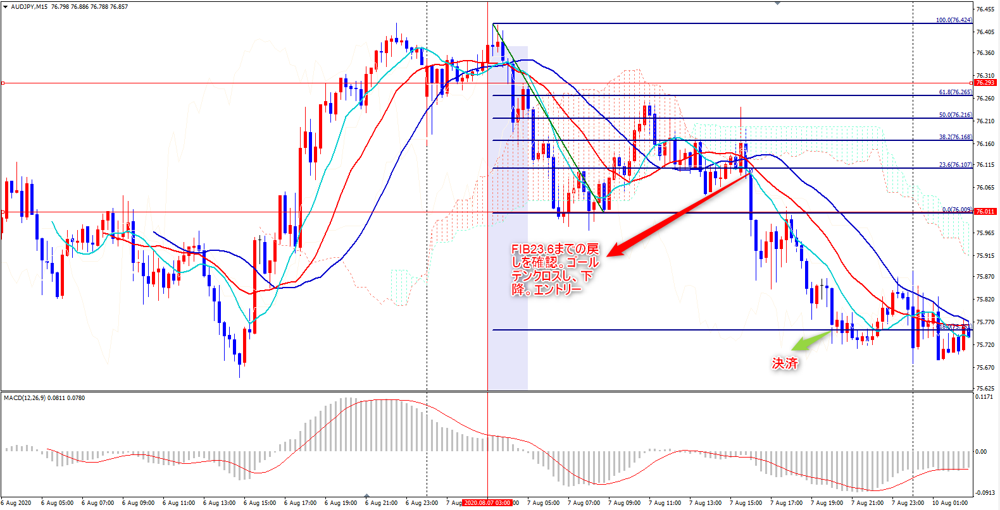 AUDJPY,M15 76.798 76.886 76.788 76.857
76.455
100.0(76.424)
76.405
76.360
76.310
76.293
61.8(76.265)
76.260
50.0(76.216)
76.210
38.2(76.168)
76.160
23.6(76.107)
76.115
76.065
0.0(76.009)
76.011
75.965
FIB23.6までの戻
しを確認。ゴール
デンクロスし、下
降。エントリー
75.915
75.870
75.820
75.770
75.720
決済
75.670
75.625
MACD(12,26,9) 0.0811 0.0780
0.1171
0.00
-0.0913
6 Aug 2020
6 Aug 05:00
6 Aug 07:00
6 Aug 09:00
6 Aug 11:00
6 Aug 13:00
6 Aug 15:00
6 Aug 17:00
6 Aug 19:00
6 Aug 21:00
6 Aug 23:00
7 Aug
2020.08.07 03:00
7 Aug 05:00
7 Aug 07:00
7 Aug 09:00
7 Aug 11:00
7 Aug 13:00
7 Aug 15:00
7 Aug 17:00
7 Aug 19:00
7 Aug 21:00
7 Aug 23:00
10 Aug 01:00